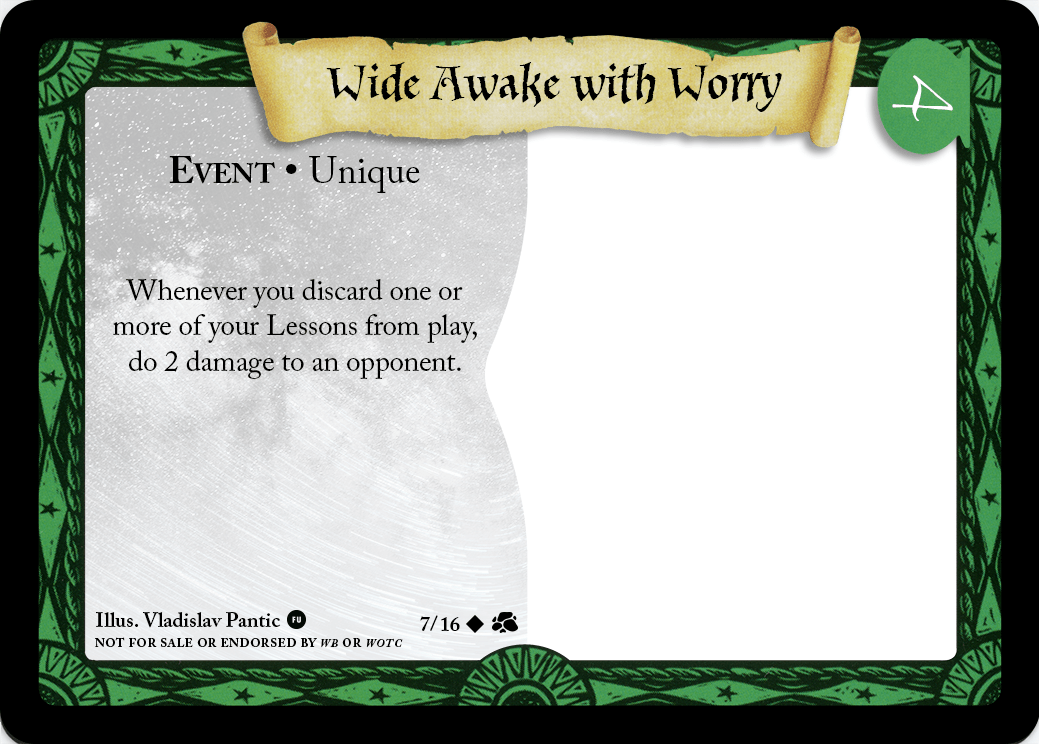 Wide Awake with Worry
EVENT • Unique
Whenever you discard one or
more of your Lessons from play,
do 2 damage to an opponent.
Illus. Vladislav Pantic FU
7/16
NOT FOR SALE OR ENDORSED BY WB OR WOTC